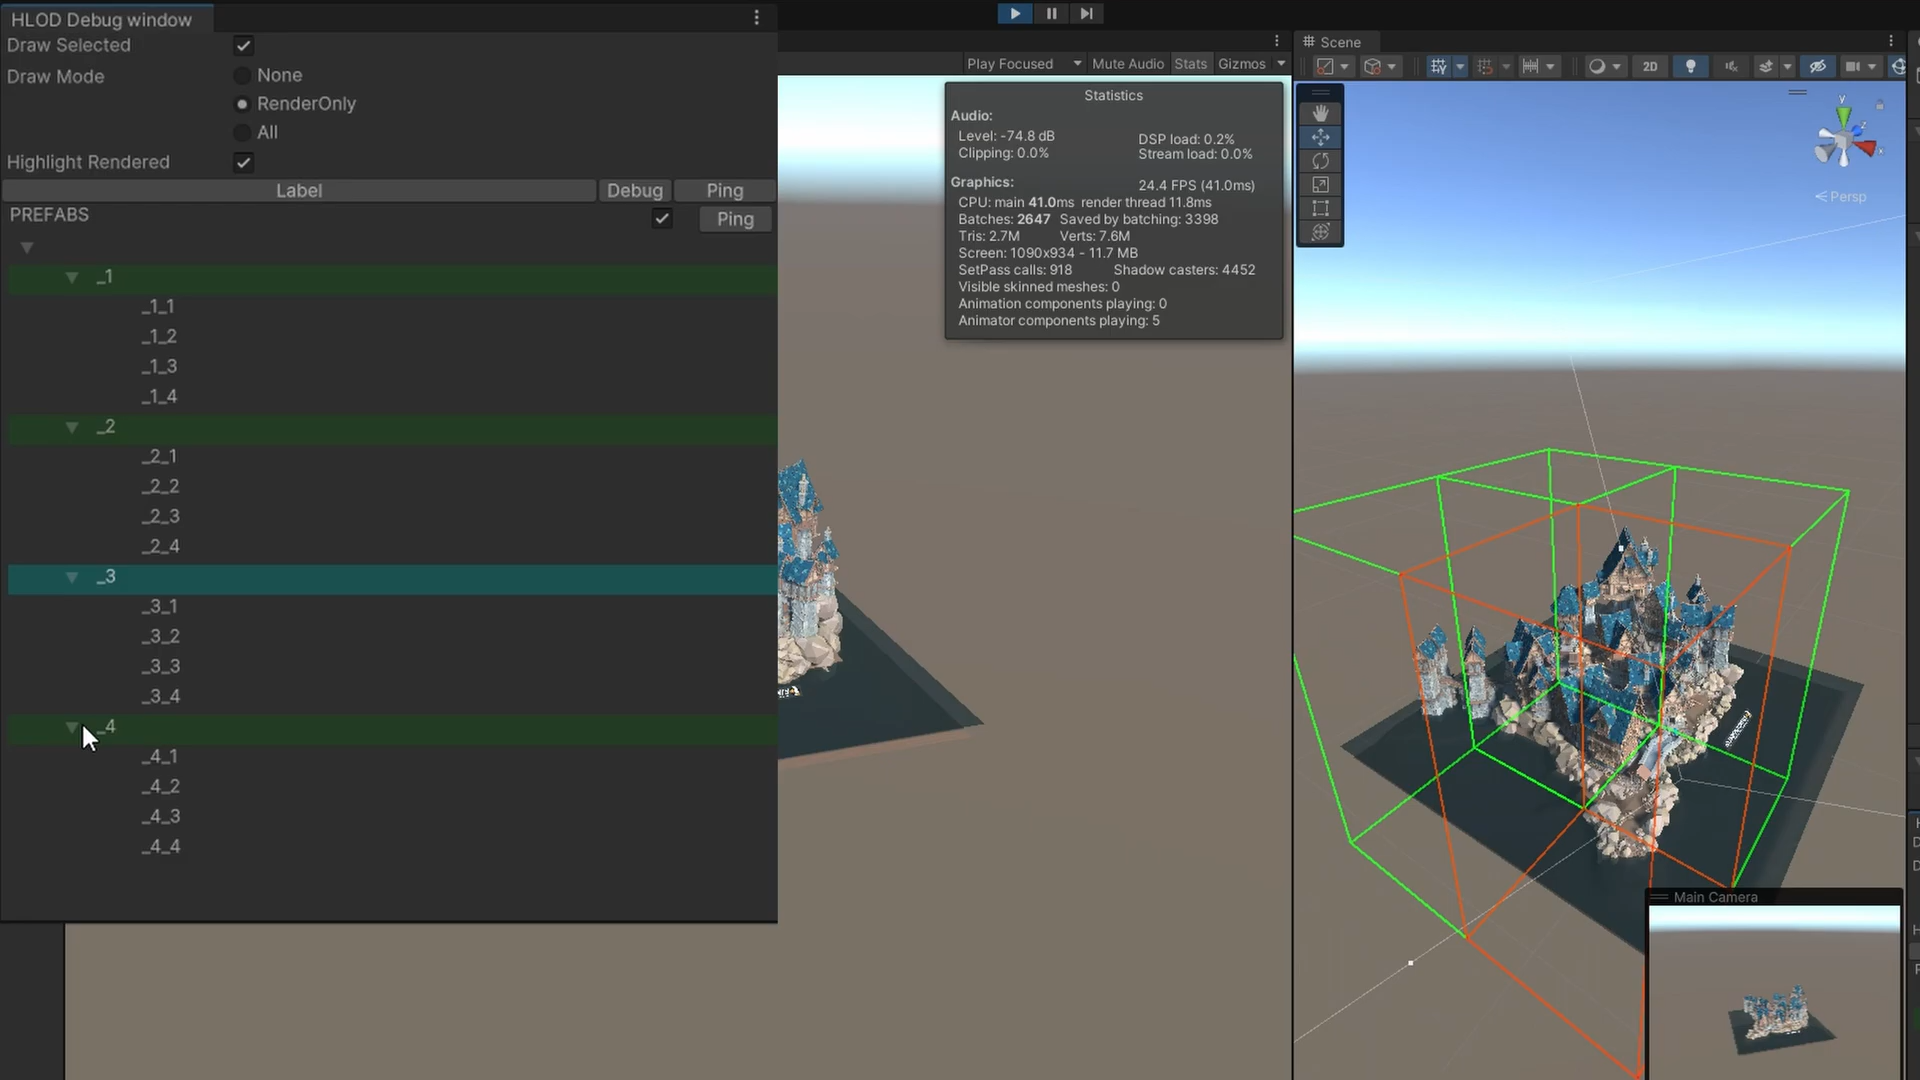 HLOD Debug window
Draw Selected
Draw Mode
None
RenderOnly
All
Highlight Rendered
Label Debug Ping
PREFABS Ping
_1
_1_1
_1_2
_1_3
_1_4
_2
_2_1
_2_2
_2_3
_2_4
_3
_3_1
_3_2
_3_3
_3_4
_4
_4_1
_4_2
_4_3
_4_4
Play Focused Mute Audio Stats Gizmos
Statistics
Audio:
Level: -74.8 dB DSP load: 0.2%
Clipping: 0.0% Stream load: 0.0%
Graphics: 24.4 FPS (41.0ms)
CPU: main 41.0ms render thread 11.8ms
Batches: 2647 Saved by batching: 3398
Tris: 2.7M Verts: 7.6M
Screen: 1090x934 - 11.7 MB
SetPass calls: 918 Shadow casters: 4452
Visible skinned meshes: 0
Animation components playing: 0
Animator components playing: 5
Scene
2D
y
Persp
Main Camera